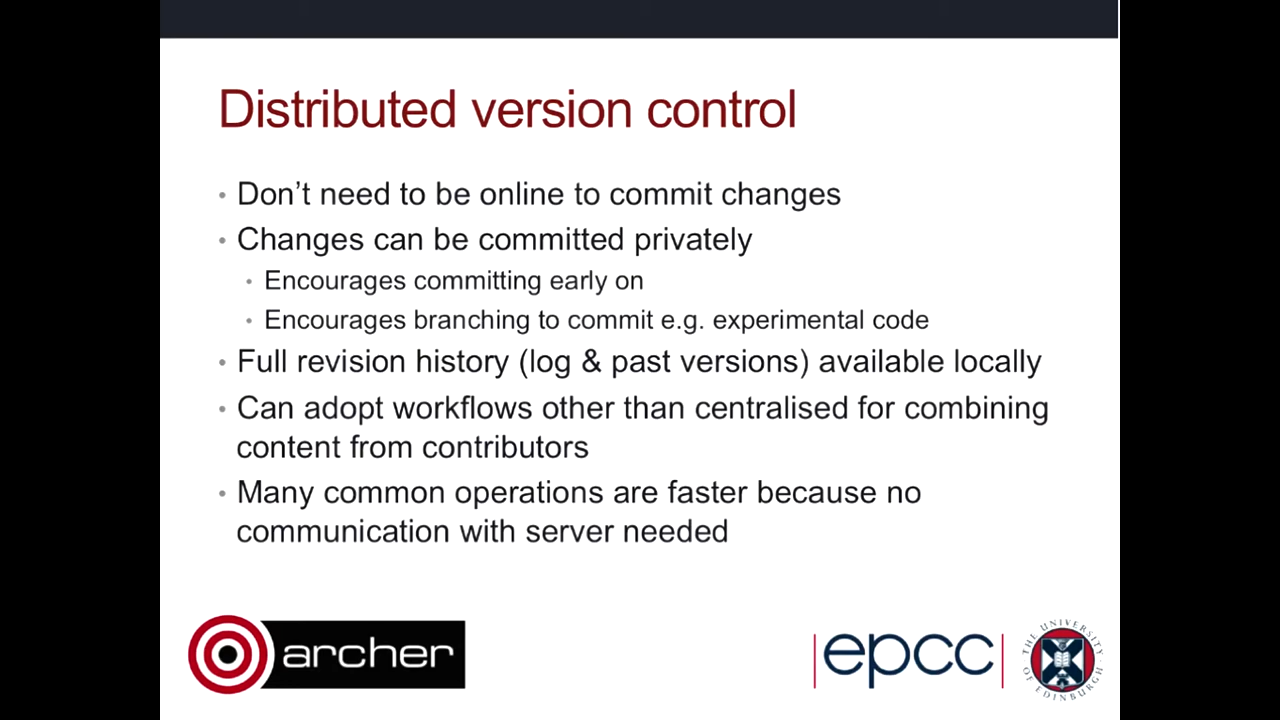 Distributed version control
• Don’t need to be online to commit changes
• Changes can be committed privately
• Encourages committing early on
• Encourages branching to commit e.g. experimental code
• Full revision history (log & past versions) available locally
• Can adopt workflows other than centralised for combining
content from contributors
• Many common operations are faster because no
communication with server needed
archer
epcc
THE UNIVERSITY
OF EDINBURGH